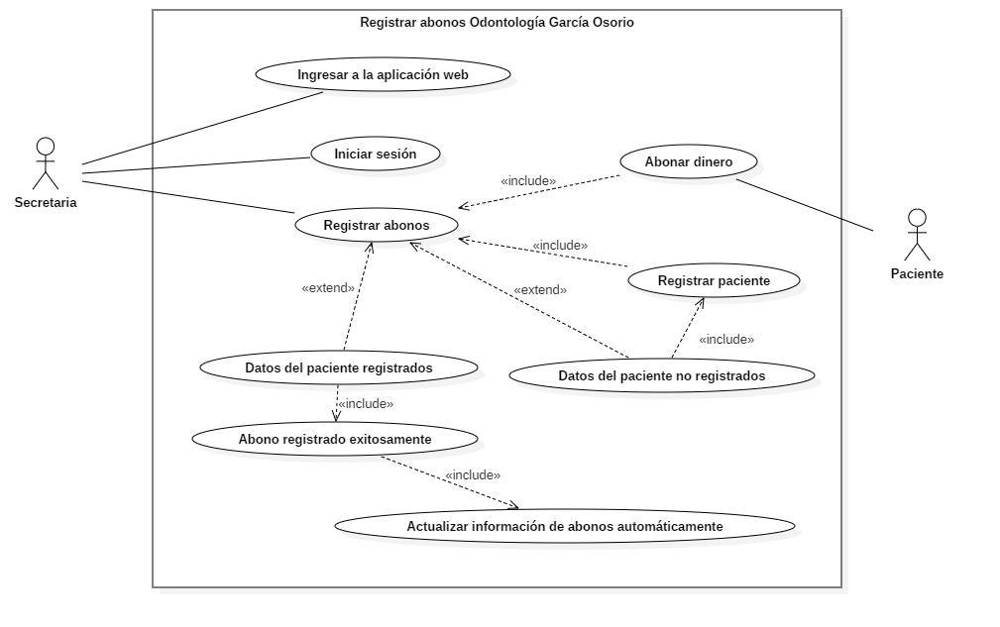 Registrar abonos Odontología García Osorio
Ingresar a la aplicación web
Iniciar sesión
Abonar dinero
«include»
Secretaria
Registrar abonos
«include»
Paciente
Registrar paciente
«extend»
«extend»
«include»
Datos del paciente registrados
Datos del paciente no registrados
«include»
Abono registrado exitosamente
«include»
Actualizar información de abonos automáticamente